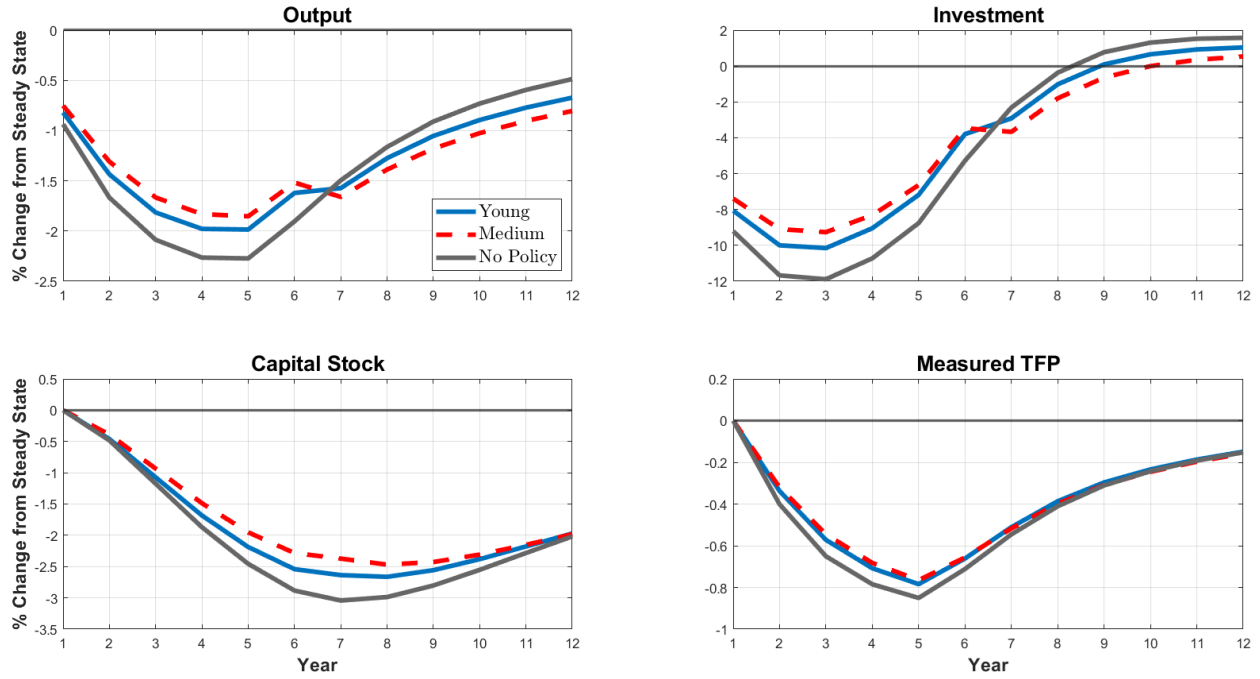 Output
% Change from Steady State
0
-0.5
-1
-1.5
-2
-2.5
1 2 3 4 5 6 7 8 9 10 11 12
Young
Medium
No Policy
Investment
2
0
-2
-4
-6
-8
-10
-12
1 2 3 4 5 6 7 8 9 10 11 12
Capital Stock
% Change from Steady State
0.5
0
-0.5
-1
-1.5
-2
-2.5
-3
-3.5
1 2 3 4 5 6 7 8 9 10 11 12
Year
Measured TFP
0.2
0
-0.2
-0.4
-0.6
-0.8
-1
1 2 3 4 5 6 7 8 9 10 11 12
Year